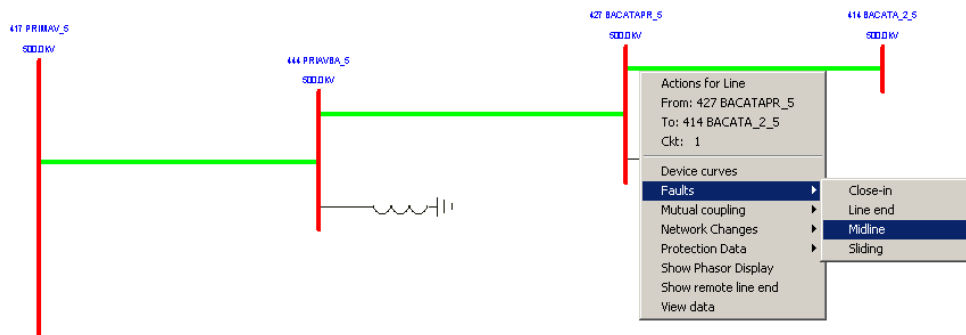 417 PRIMAV_5
500.0KV
444 PRIAVBA_5
500.0KV
427 BACATAPR_5
500.0KV
414 BACATA_2_5
500.0KV
Actions for Line
From: 427 BACATAPR_5
To: 414 BACATA_2_5
Ckt: 1
Device curves
Faults
Mutual coupling
Network Changes
Protection Data
Show Phasor Display
Show remote line end
View data
Close-in
Line end
Midline
Sliding